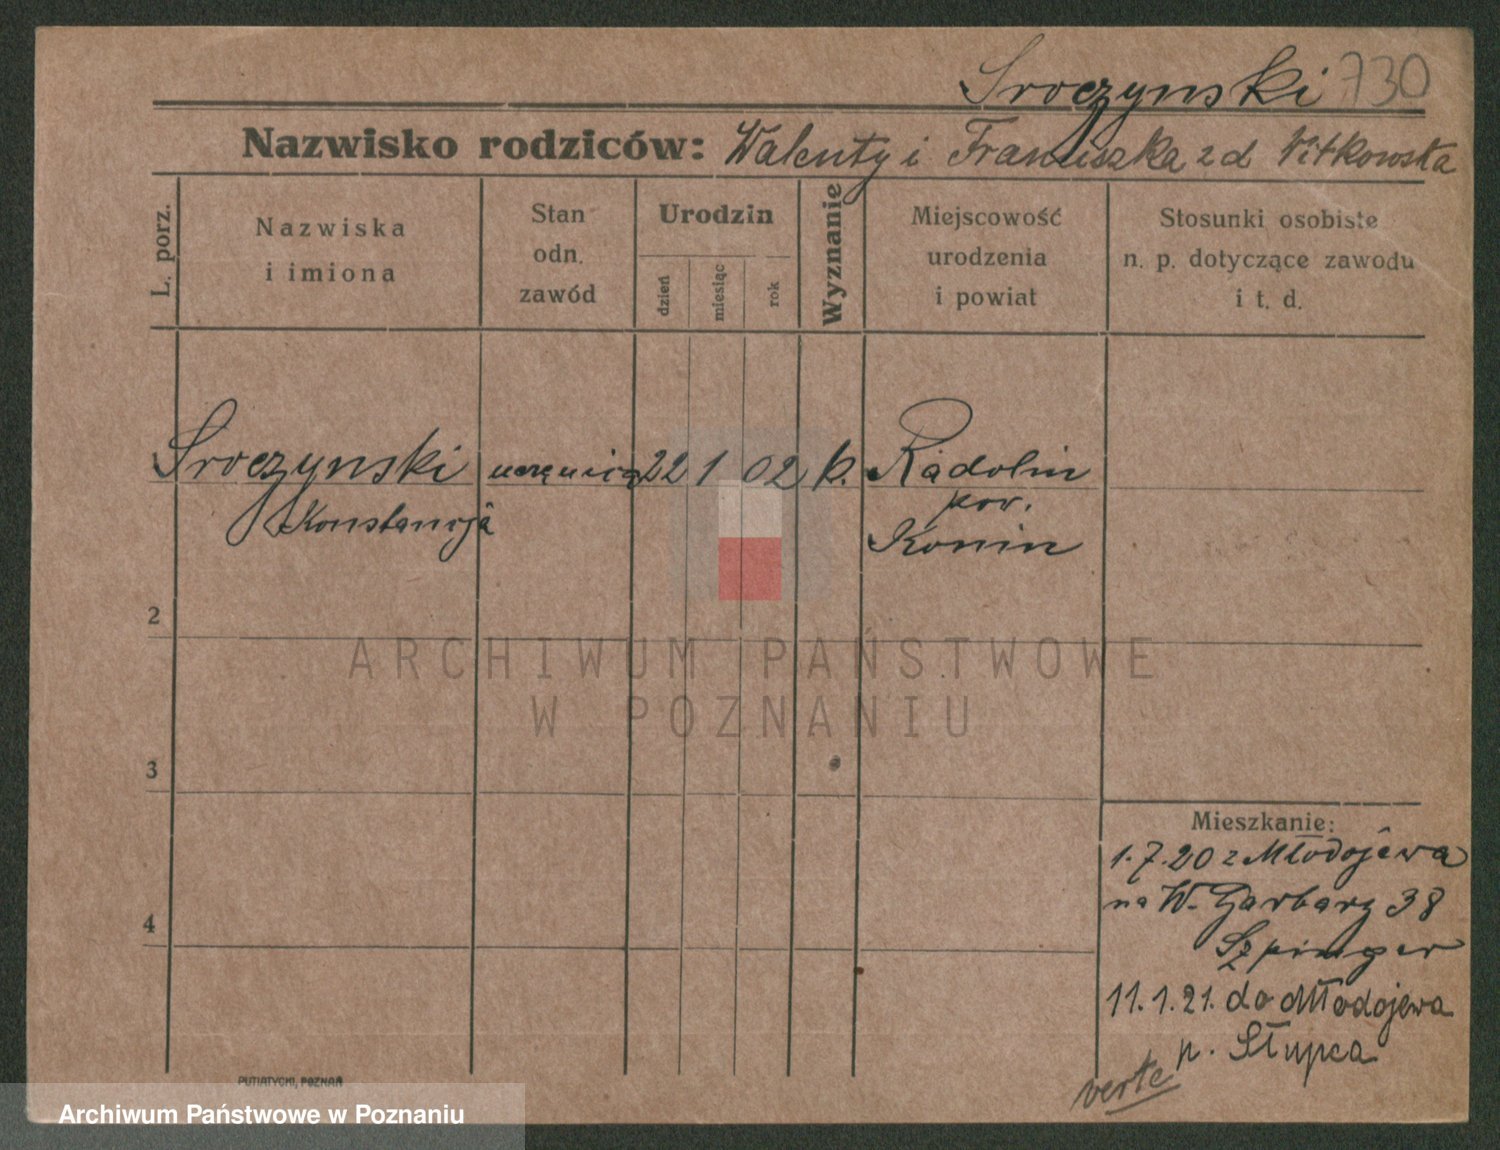 Sroczynski 730
Nazwisko rodziców: Walenty i Franciszka z d Witkowska
L. porz.
Nazwiska
i imiona
Stan
odn.
zawód
Urodzin
dzień
miesiąc
rok
Wyznanie
Miejscowość
urodzenia
i powiat
Stosunki osobiste
n. p. dotyczące zawodu
i t. d.
Sroczynski uczenica 22 1 02 k. Radolin
Konstancja
pow.
Konin
2
ARCHIWUM PAŃSTWOWE
W POZNANIU
3
Mieszkanie:
1.7.20 z Młodojewa
na W. Garbary 38
Szpinger
4
11.1.21. do Młodojewa
p. Słupca
verte
PUTIATYCKI, POZNAŃ
Archiwum Państwowe w Poznaniu